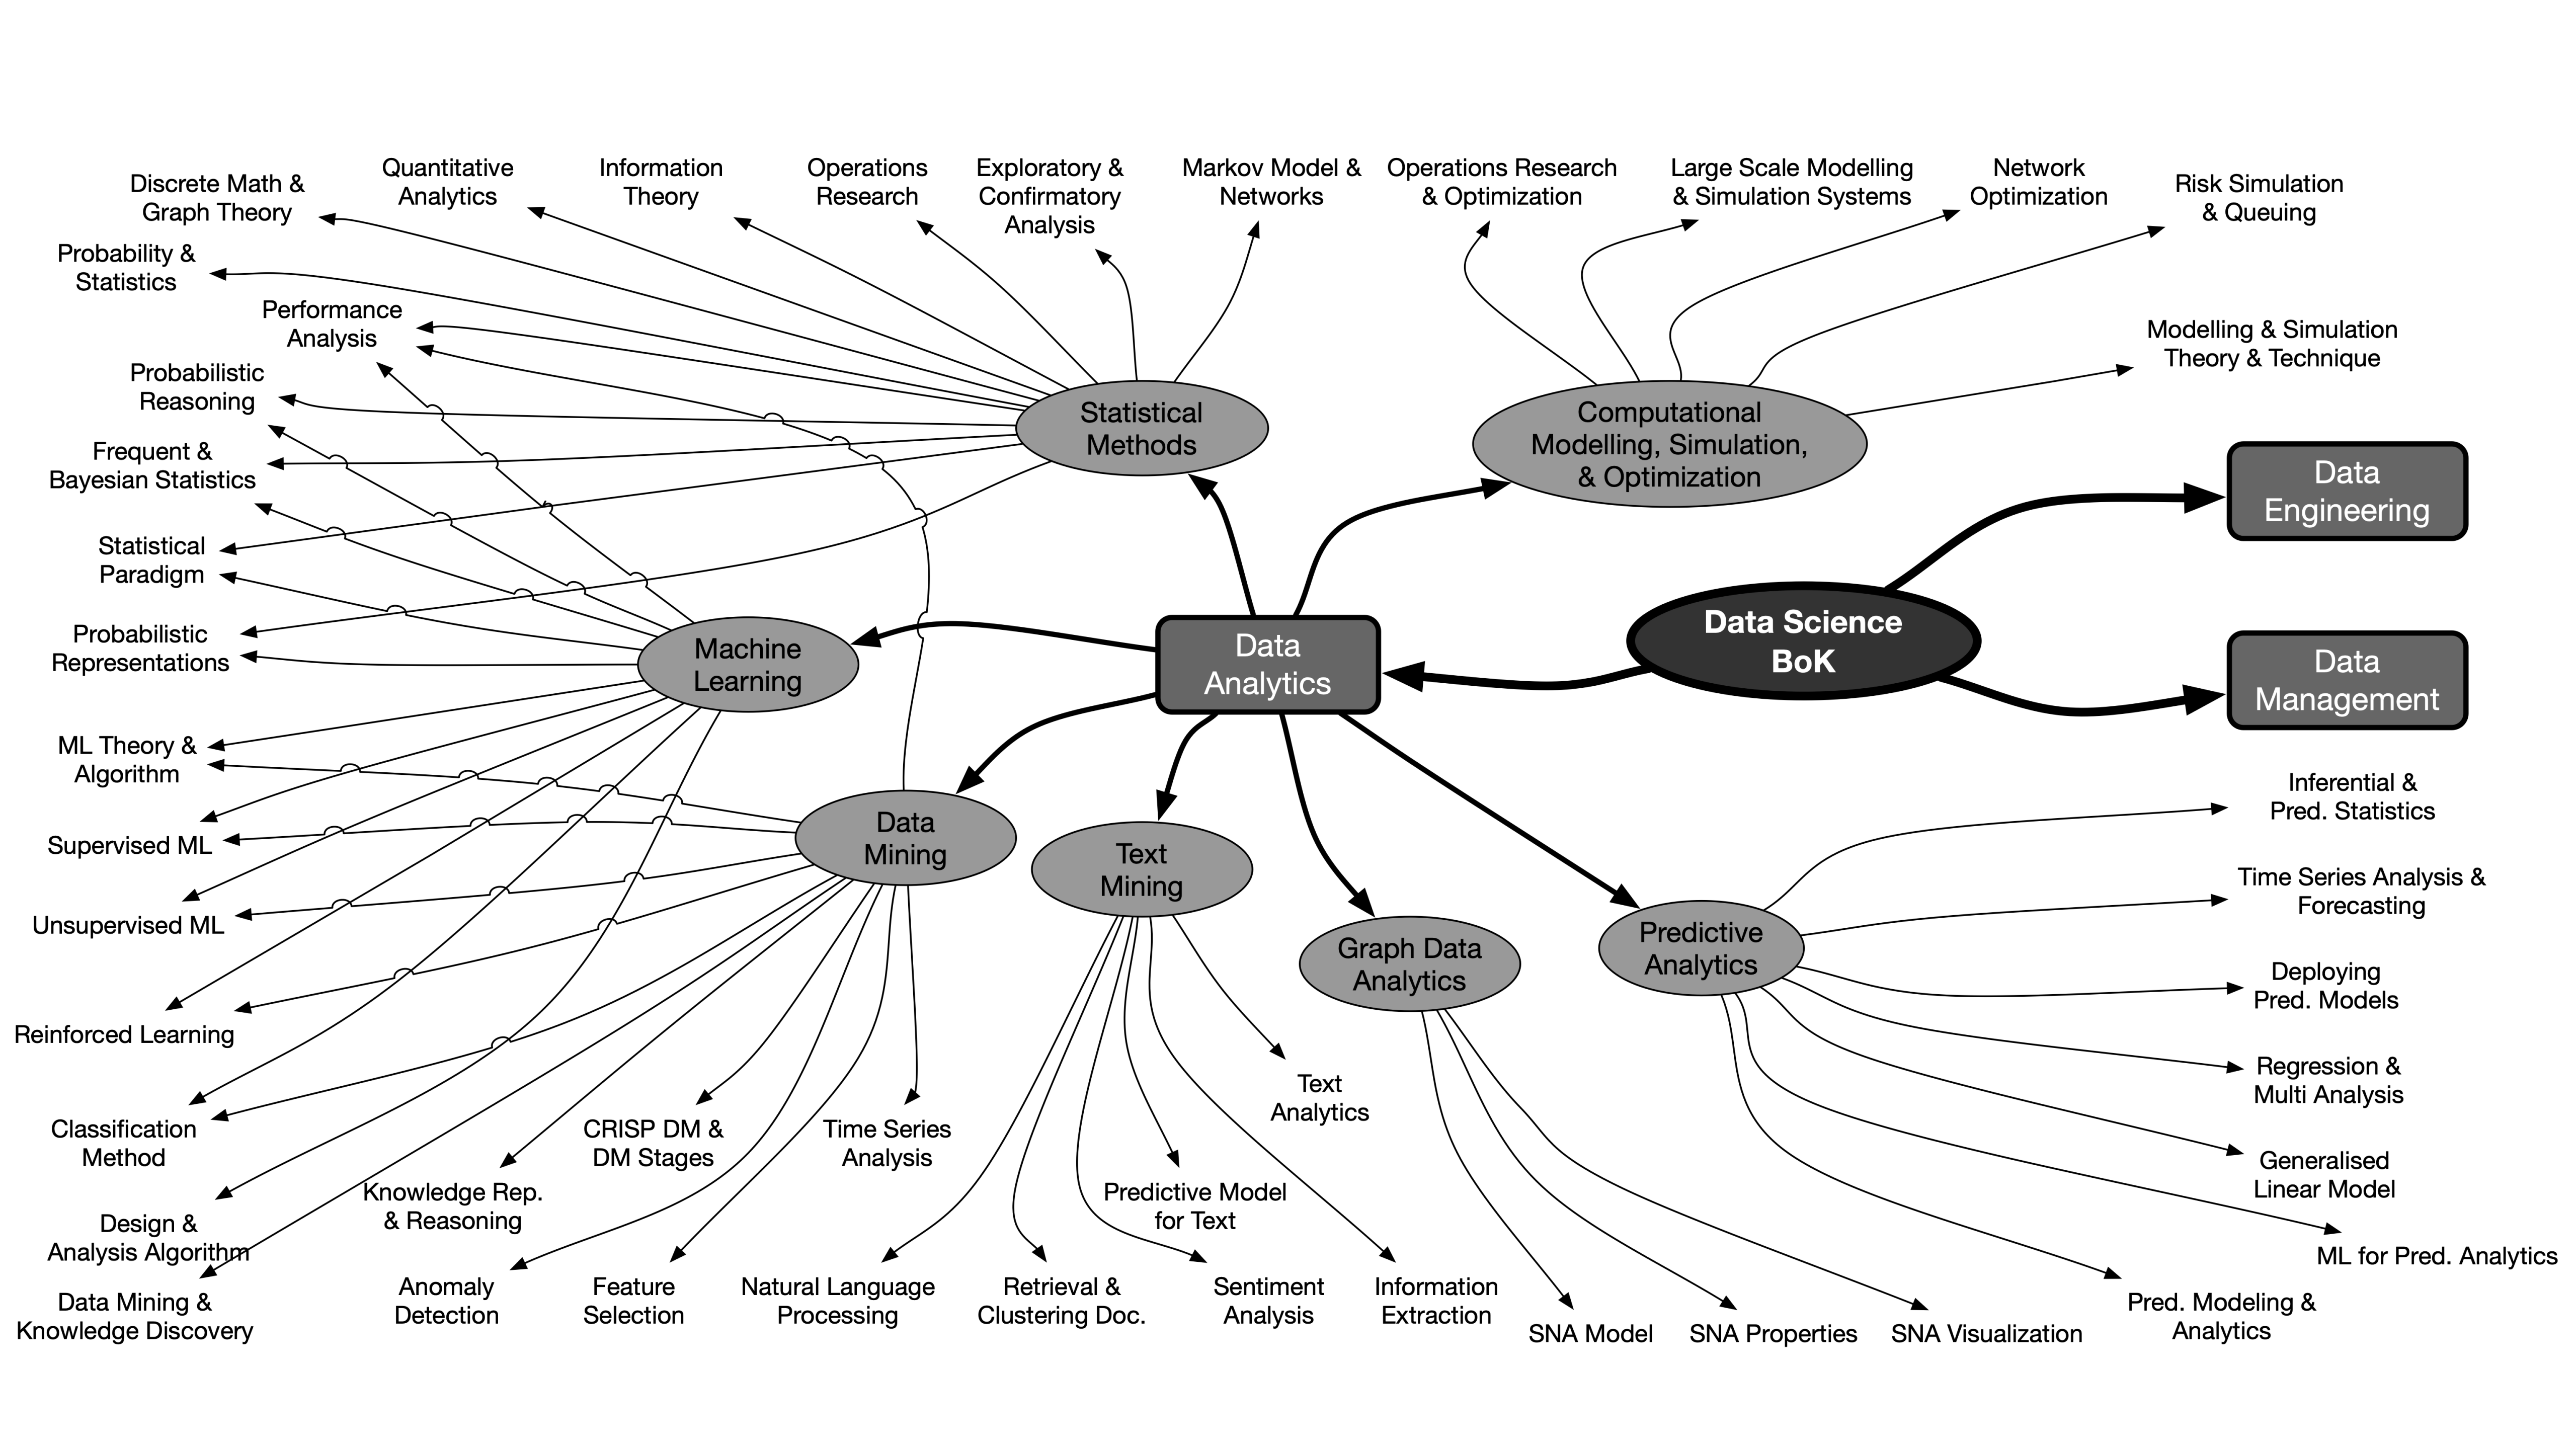 Discrete Math &
Graph Theory
Quantitative
Analytics
Information
Theory
Operations
Research
Exploratory &
Confirmatory
Analysis
Markov Model &
Networks
Operations Research
& Optimization
Large Scale Modelling
& Simulation Systems
Network
Optimization
Risk Simulation
& Queuing
Probability &
Statistics
Performance
Analysis
Modelling & Simulation
Theory & Technique
Probabilistic
Reasoning
Statistical
Methods
Computational
Modelling, Simulation,
& Optimization
Frequent &
Bayesian Statistics
Data
Engineering
Statistical
Paradigm
Probabilistic
Representations
Machine
Learning
Data
Analytics
Data Science
BoK
Data
Management
ML Theory &
Algorithm
Supervised ML
Data
Mining
Text
Mining
Inferential &
Pred. Statistics
Unsupervised ML
Graph Data
Analytics
Predictive
Analytics
Time Series Analysis &
Forecasting
Deploying
Pred. Models
Reinforced Learning
Text
Analytics
Regression &
Multi Analysis
Classification
Method
CRISP DM &
DM Stages
Time Series
Analysis
Generalised
Linear Model
Knowledge Rep.
& Reasoning
Predictive Model
for Text
Design &
Analysis Algorithm
ML for Pred. Analytics
Data Mining &
Knowledge Discovery
Anomaly
Detection
Feature
Selection
Natural Language
Processing
Retrieval &
Clustering Doc.
Sentiment
Analysis
Information
Extraction
SNA Model
SNA Properties
SNA Visualization
Pred. Modeling &
Analytics